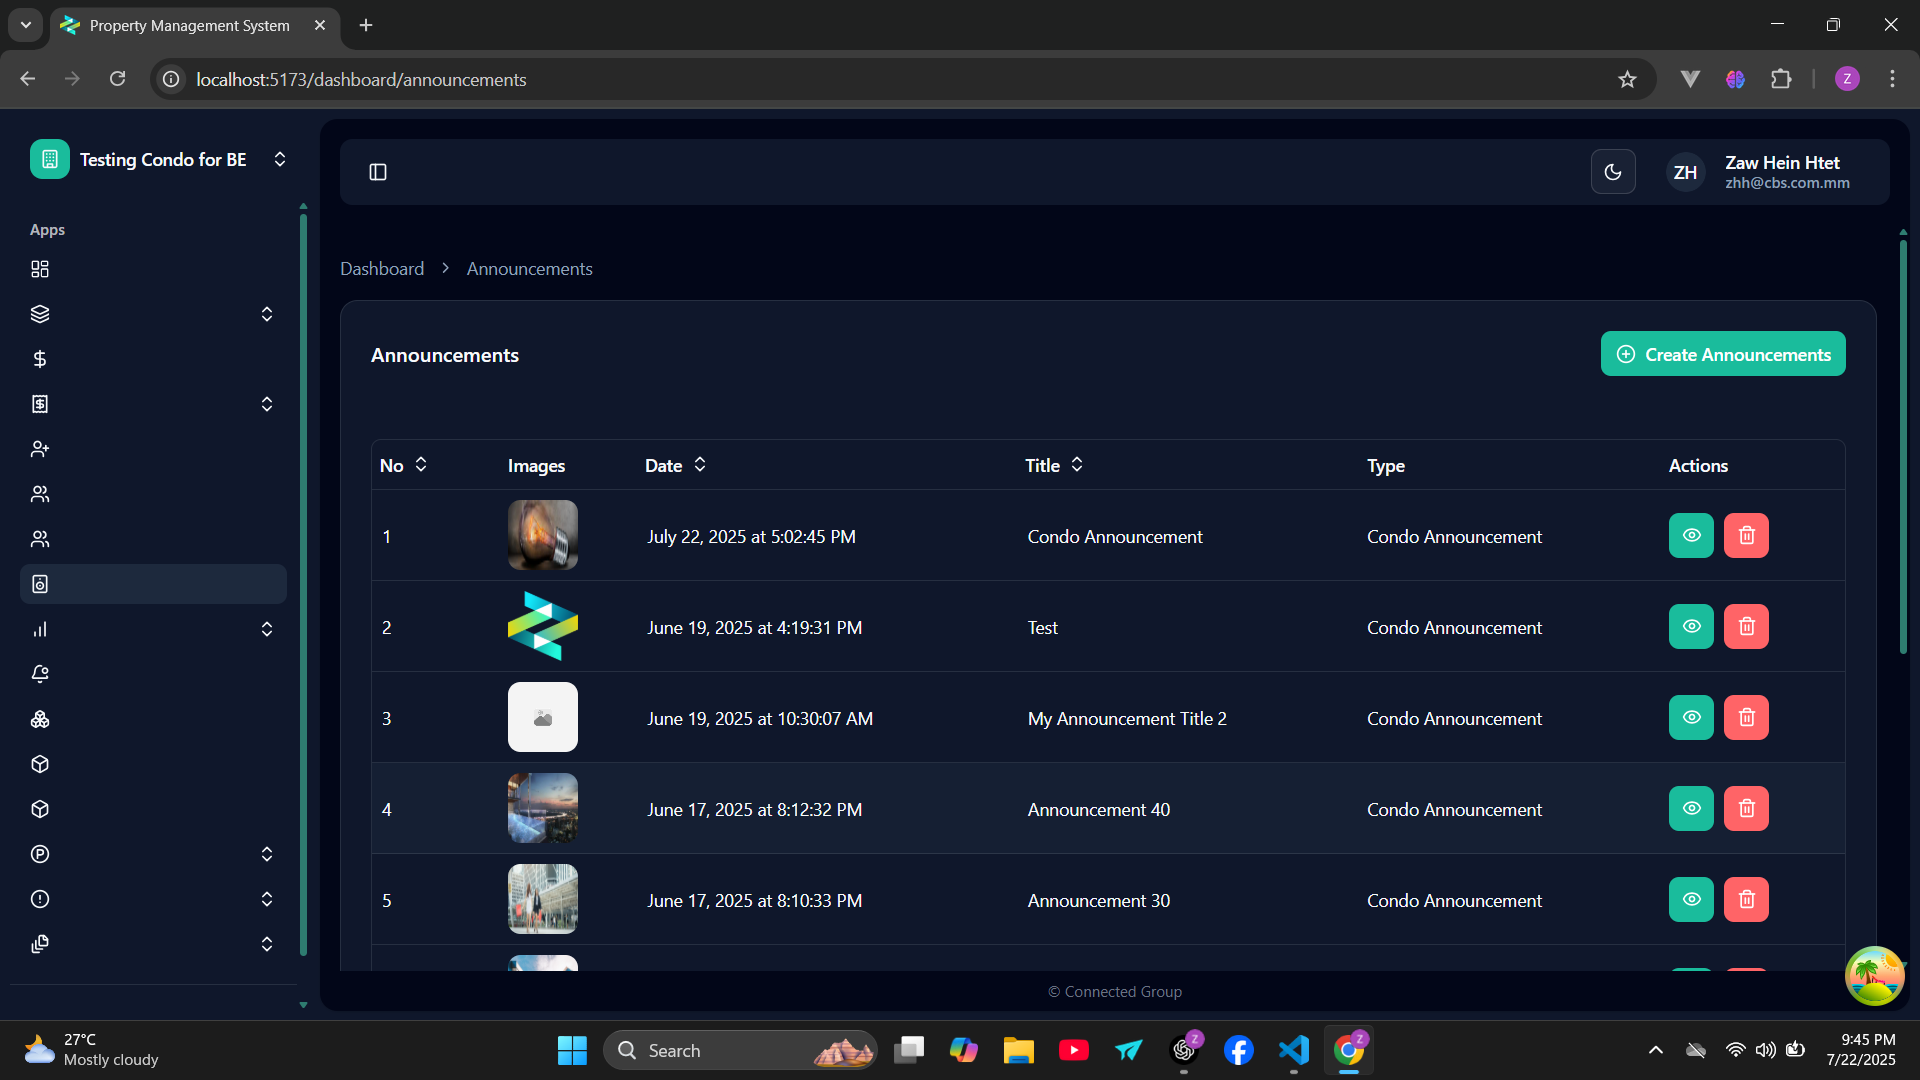 Property Management System
localhost:5173/dashboard/announcements
Z
Testing Condo for BE
ZH
Zaw Hein Htet
zhh@cbs.com.mm
Apps
Dashboard > Announcements
Announcements
Create Announcements
No Images Date Title Type Actions
1 July 22, 2025 at 5:02:45 PM Condo Announcement Condo Announcement
2 June 19, 2025 at 4:19:31 PM Test Condo Announcement
3 June 19, 2025 at 10:30:07 AM My Announcement Title 2 Condo Announcement
4 June 17, 2025 at 8:12:32 PM Announcement 40 Condo Announcement
5 June 17, 2025 at 8:10:33 PM Announcement 30 Condo Announcement
© Connected Group
27°C
Mostly cloudy
Search
Z
Z
9:45 PM
7/22/2025